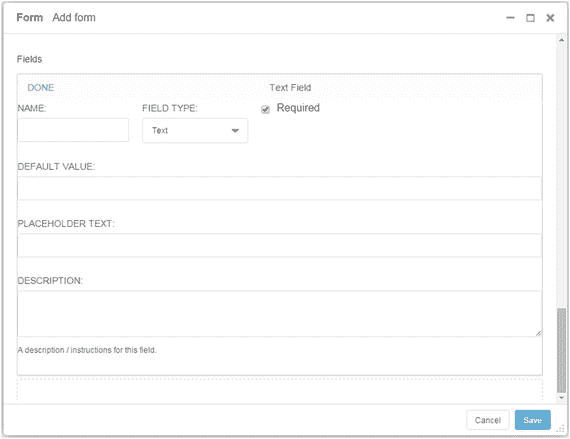 Form Add form
Fields
DONE Text Field
NAME: FIELD TYPE: Required
Text
DEFAULT VALUE:
PLACEHOLDER TEXT:
DESCRIPTION:
A description / instructions for this field.
Cancel Save